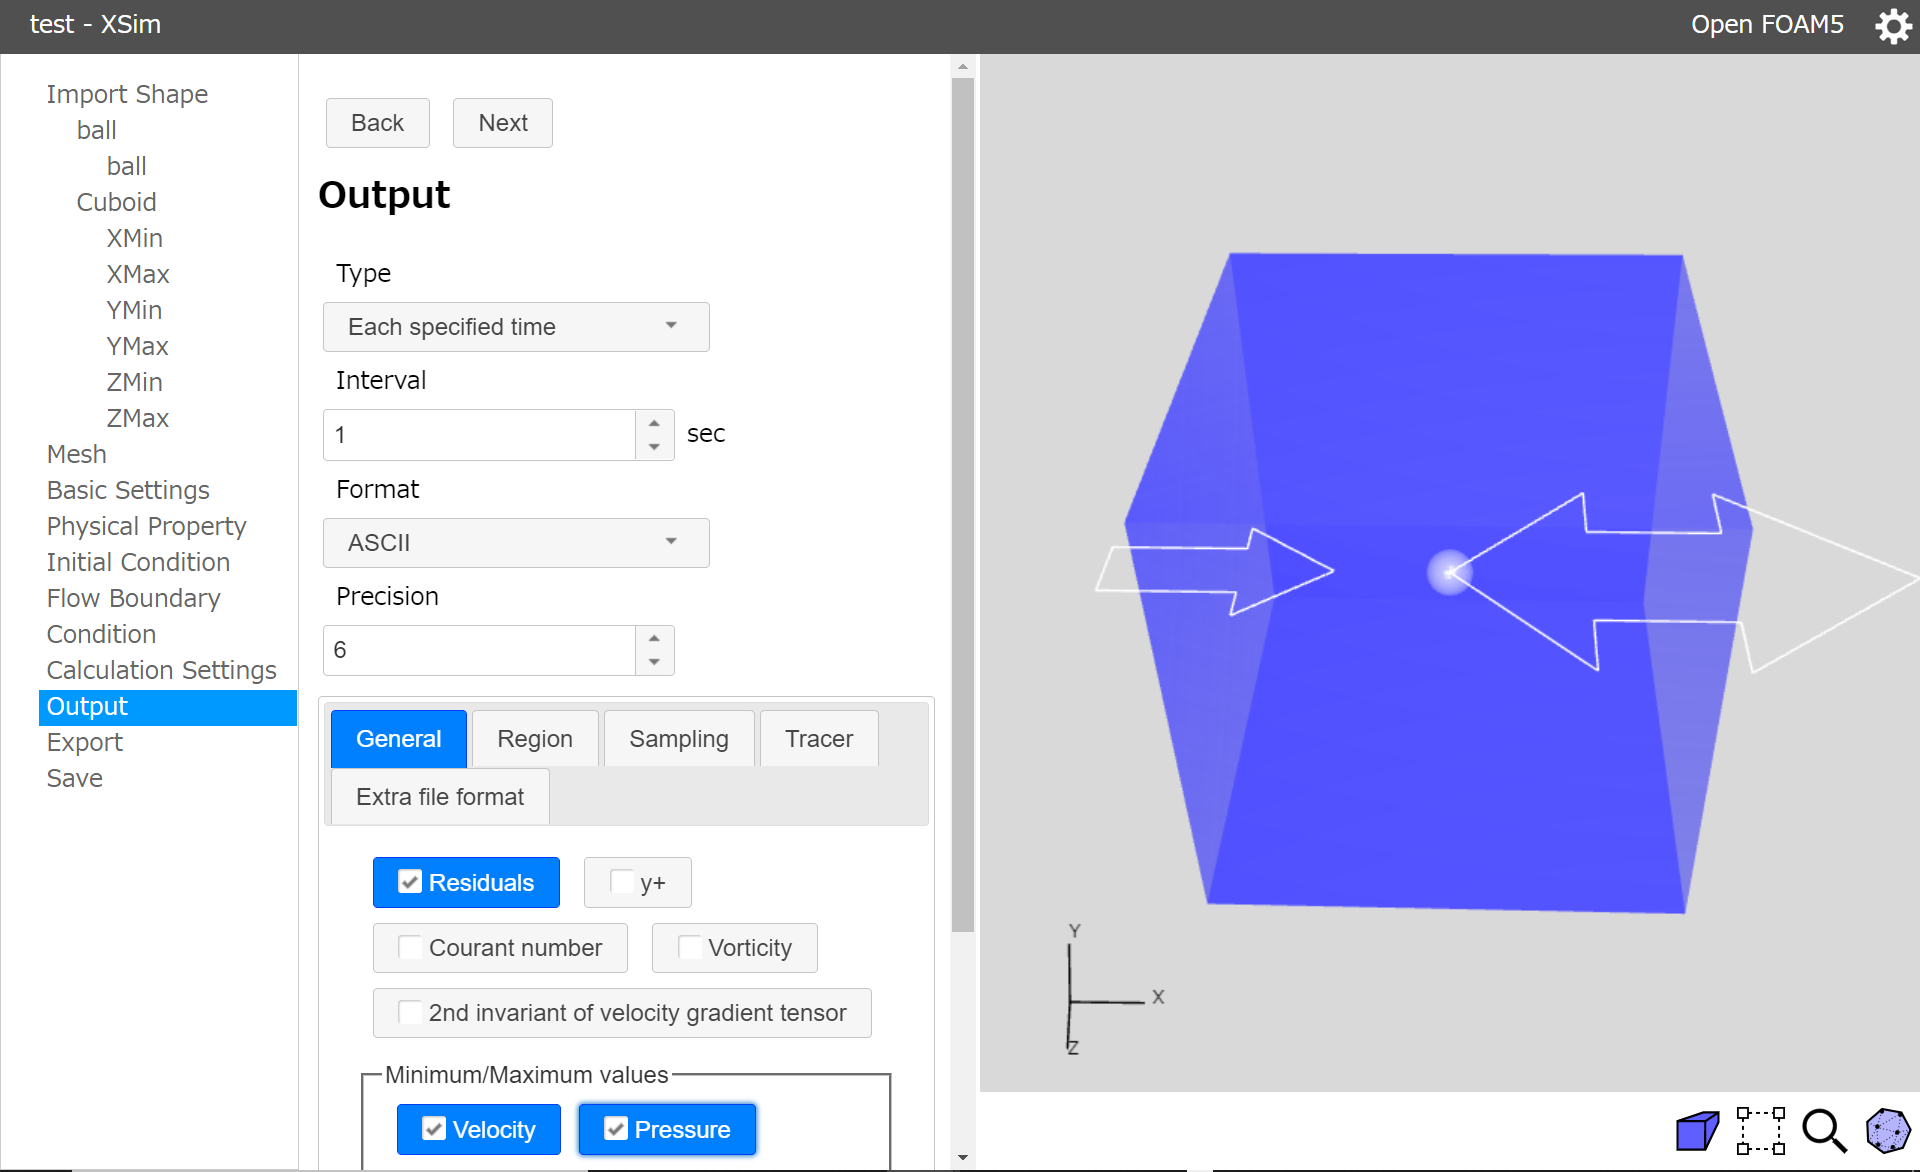 test - XSim
Open FOAM5
Import Shape
ball
ball
Cuboid
XMin
XMax
YMin
YMax
ZMin
ZMax
Mesh
Basic Settings
Physical Property
Initial Condition
Flow Boundary
Condition
Calculation Settings
Output
Export
Save
Back
Next
Output
Type
Each specified time
Interval
1
sec
Format
ASCII
Precision
6
General
Region
Sampling
Tracer
Extra file format
Residuals
y+
Courant number
Vorticity
2nd invariant of velocity gradient tensor
Minimum/Maximum values
Velocity
Pressure
Y
X
Z